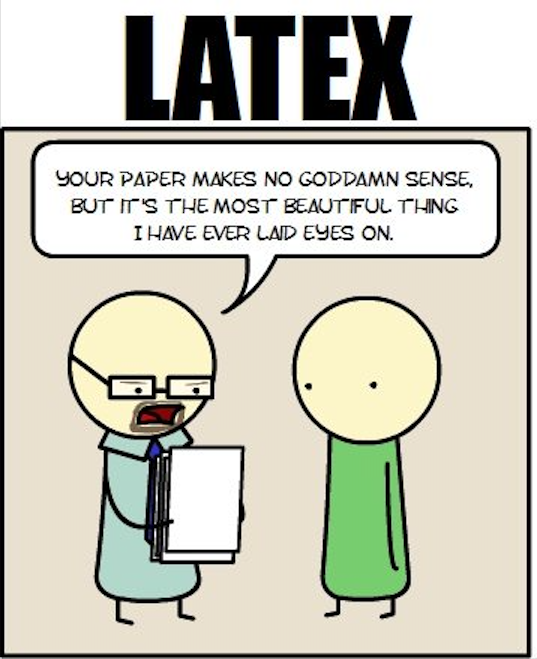 LATEX
YOUR PAPER MAKES NO GODDAMN SENSE,
BUT IT'S THE MOST BEAUTIFUL THING
I HAVE EVER LAID EYES ON.